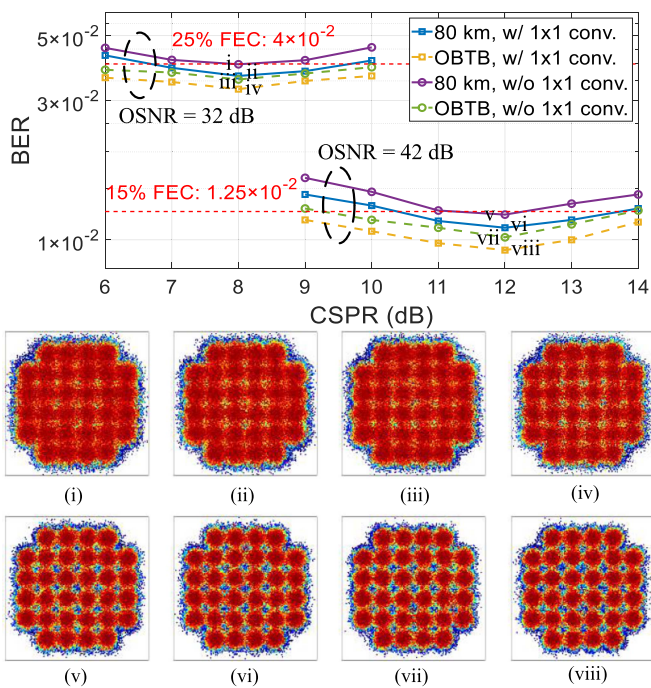 5×10⁻²
3×10⁻²
1×10⁻²
BER
25% FEC: 4×10⁻²
80 km, w/ 1x1 conv.
OBTB, w/ 1x1 conv.
80 km, w/o 1x1 conv.
OBTB, w/o 1x1 conv.
i
ii
iii
iv
OSNR = 32 dB
OSNR = 42 dB
15% FEC: 1.25×10⁻²
v
vi
vii
viii
6 7 8 9 10 11 12 13 14
CSPR (dB)
(i) (ii) (iii) (iv)
(v) (vi) (vii) (viii)